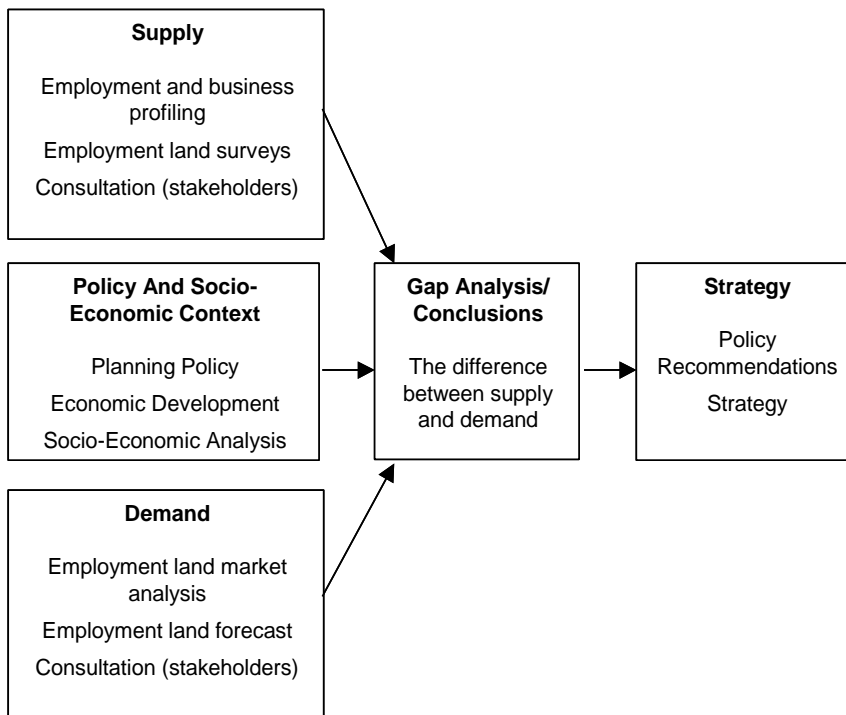 Supply
Employment and business
profiling
Employment land surveys
Consultation (stakeholders)
Policy And Socio-
Economic Context
Planning Policy
Economic Development
Socio-Economic Analysis
Demand
Employment land market
analysis
Employment land forecast
Consultation (stakeholders)
Gap Analysis/
Conclusions
The difference
between supply
and demand
Strategy
Policy
Recommendations
Strategy